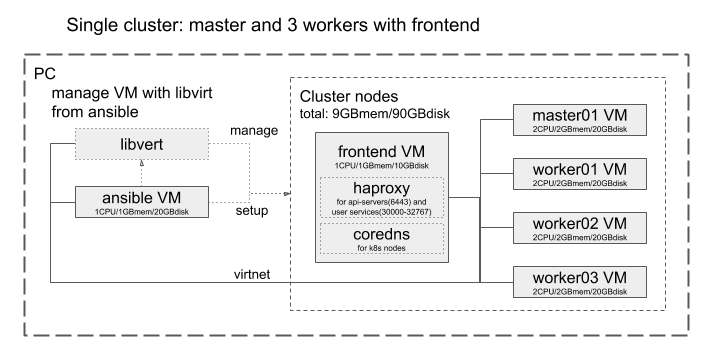 Single cluster: master and 3 workers with frontend
PC
manage VM with libvirt
from ansible
libvert
manage
ansible VM
1CPU/1GBmem/20GBdisk
setup
virtnet
Cluster nodes
total: 9GBmem/90GBdisk
frontend VM
1CPU/1GBmem/10GBdisk
haproxy
for api-servers(6443) and
user services(30000-32767)
coredns
for k8s nodes
master01 VM
2CPU/2GBmem/20GBdisk
worker01 VM
2CPU/2GBmem/20GBdisk
worker02 VM
2CPU/2GBmem/20GBdisk
worker03 VM
2CPU/2GBmem/20GBdisk